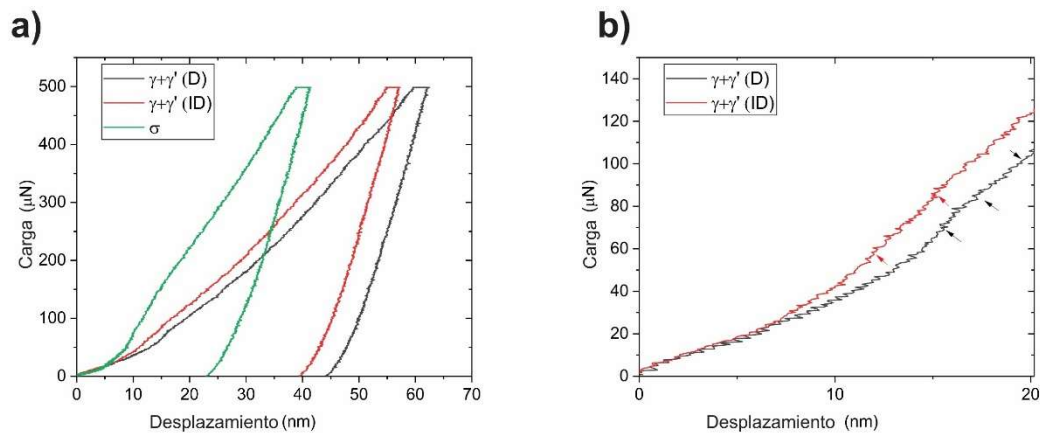 a)
γ+γ' (D)
γ+γ' (ID)
σ
500
400
300
200
100
0
Carga (μN)
0 10 20 30 40 50 60 70
Desplazamiento (nm)
b)
γ+γ' (D)
γ+γ' (ID)
140
120
100
80
60
40
20
0
Carga (μN)
0 10 20
Desplazamiento (nm)